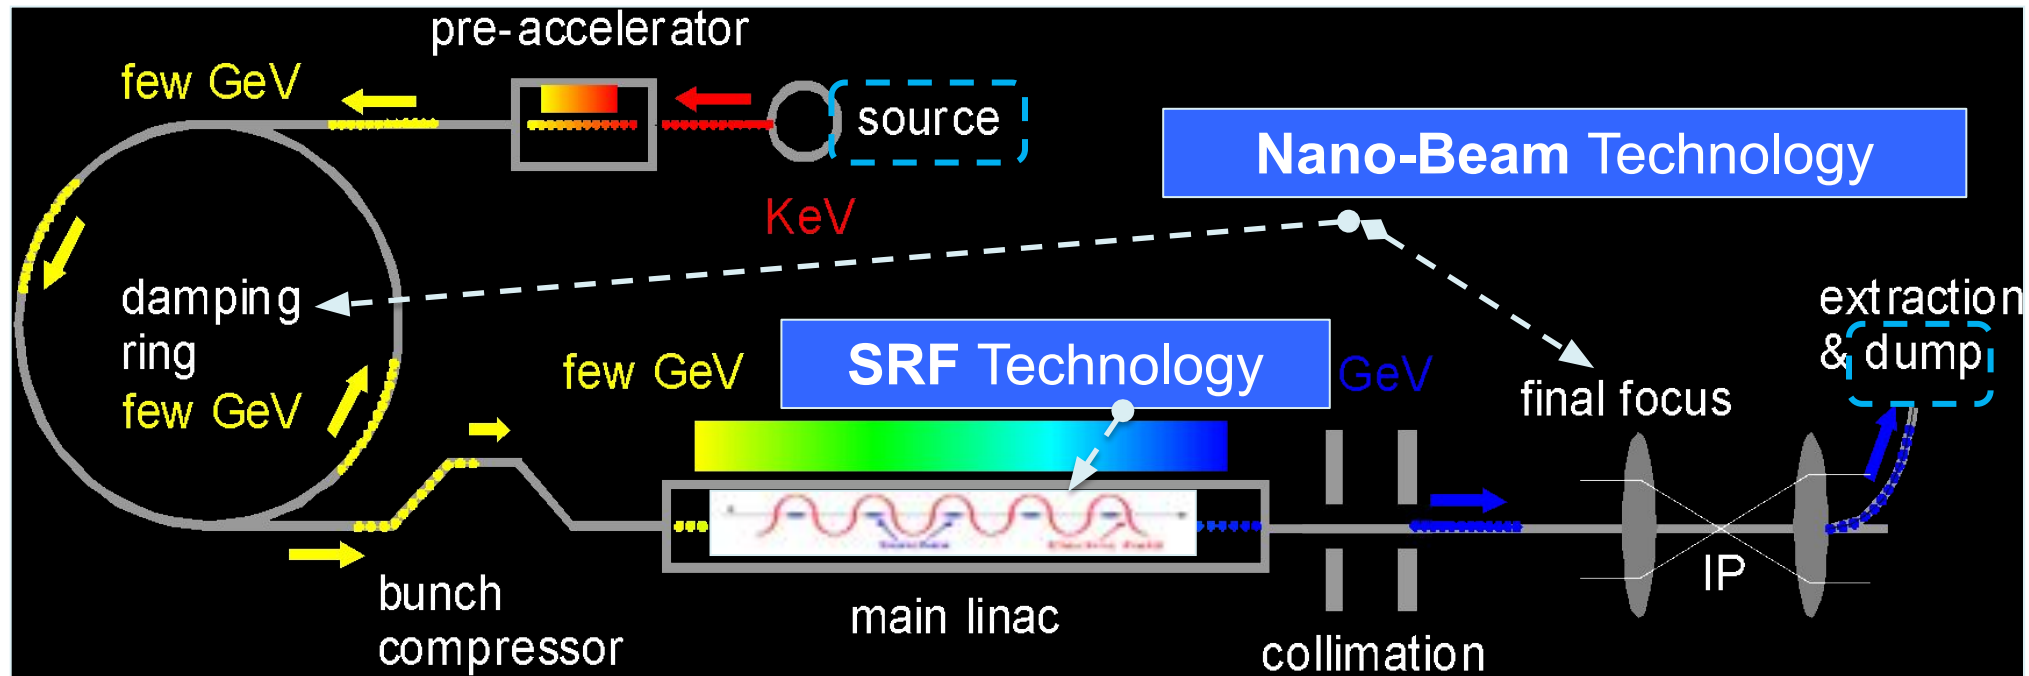 pre-accelerator
few GeV
source
Nano-Beam Technology
KeV
damping
ring
few GeV
extraction
& dump
few GeV
SRF Technology
GeV
final focus
IP
bunch
compressor
main linac
collimation